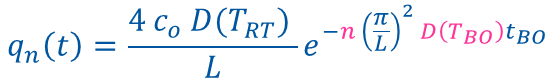 q_n(t) = \frac{4 c_o D(T_{RT})}{L} e^{-n \left(\frac{\pi}{L}\right)^2 D(T_{BO}) t_{BO}}